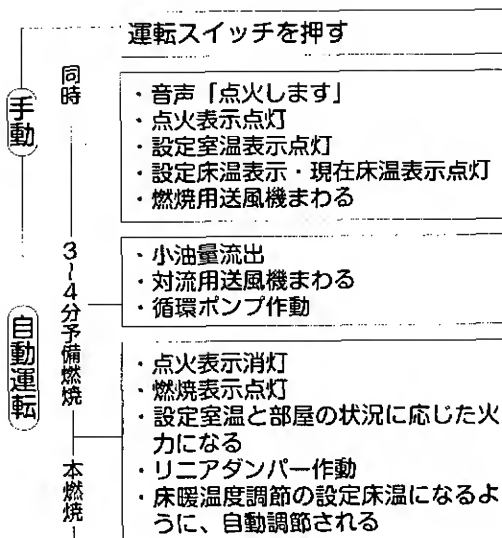 運転スイッチを押す
手動
同時
・音声「点火します」
・点火表示点灯
・設定室温表示点灯
・設定床温表示・現在床温表示点灯
・燃焼用送風機まわる
自動運転
3〜4分予備燃焼
・小油量流出
・対流用送風機まわる
・循環ポンプ作動
本燃焼
・点火表示消灯
・燃焼表示点灯
・設定室温と部屋の状況に応じた火
力になる
・リニアダンパー作動
・床暖温度調節の設定床温になるよ
うに、自動調節される